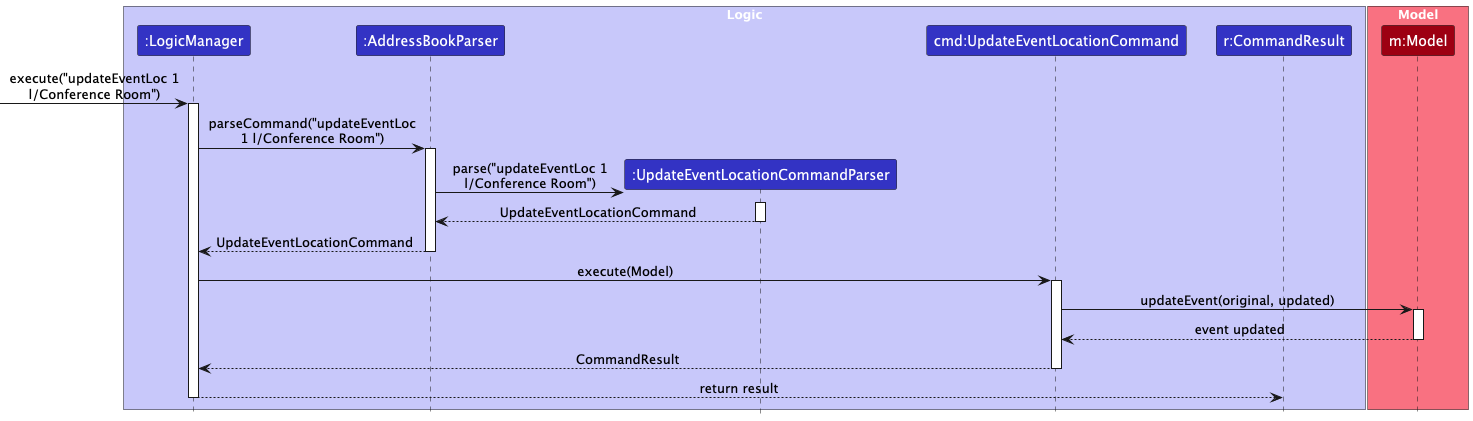 Logic
Model
:LogicManager
:AddressBookParser
cmd:UpdateEventLocationCommand
r:CommandResult
m:Model
execute("updateEventLoc 1
l/Conference Room")
parseCommand("updateEventLoc
1 l/Conference Room")
parse("updateEventLoc 1
l/Conference Room")
:UpdateEventLocationCommandParser
UpdateEventLocationCommand
UpdateEventLocationCommand
execute(Model)
updateEvent(original, updated)
event updated
CommandResult
return result